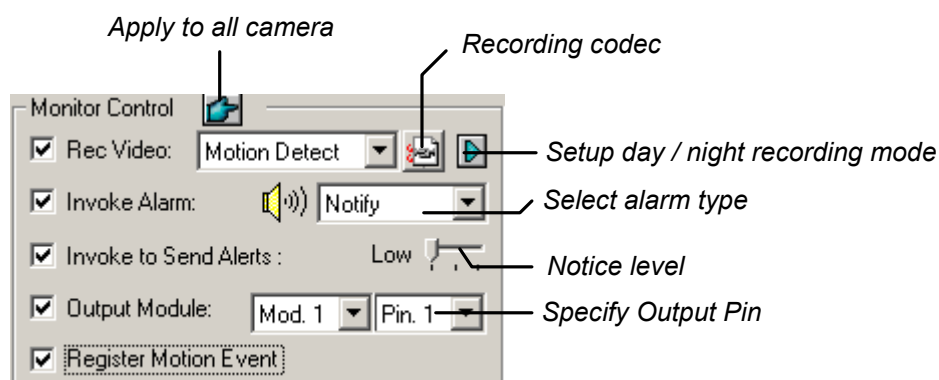 Apply to all camera
Recording codec
Monitor Control
Rec Video: Motion Detect
Setup day / night recording mode
Invoke Alarm: Notify
Select alarm type
Invoke to Send Alerts : Low
Notice level
Output Module: Mod. 1 Pin. 1
Specify Output Pin
Register Motion Event